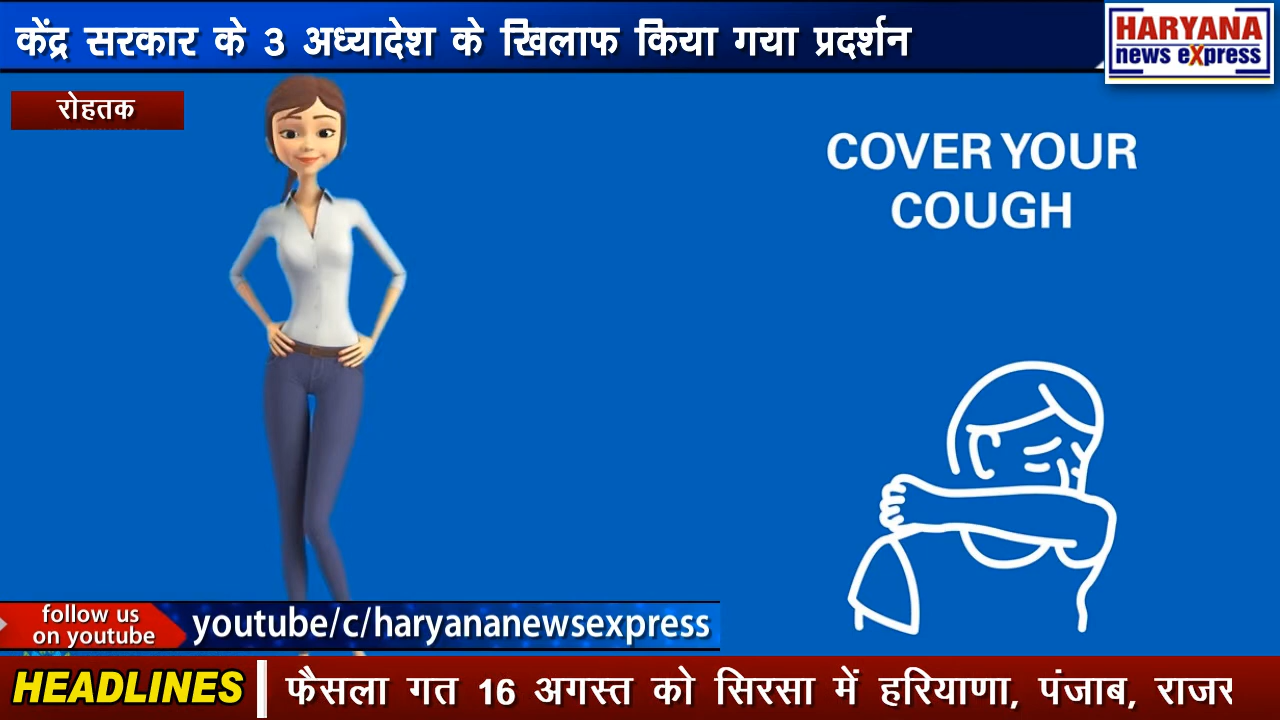 केंद्र सरकार के 3 अध्यादेश के खिलाफ किया गया प्रदर्शन
HARYANA
news eXpress
रोहतक
COVER YOUR
COUGH
follow us
on youtube
youtube/c/haryananewsexpress
HEADLINES
फैसला गत 16 अगस्त को सिरसा में हरियाणा, पंजाब,